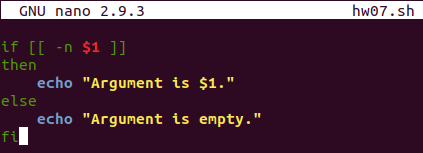 GNU nano 2.9.3 hw07.sh
if [[ -n $1 ]]
then
    echo "Argument is $1."
else
    echo "Argument is empty."
fi